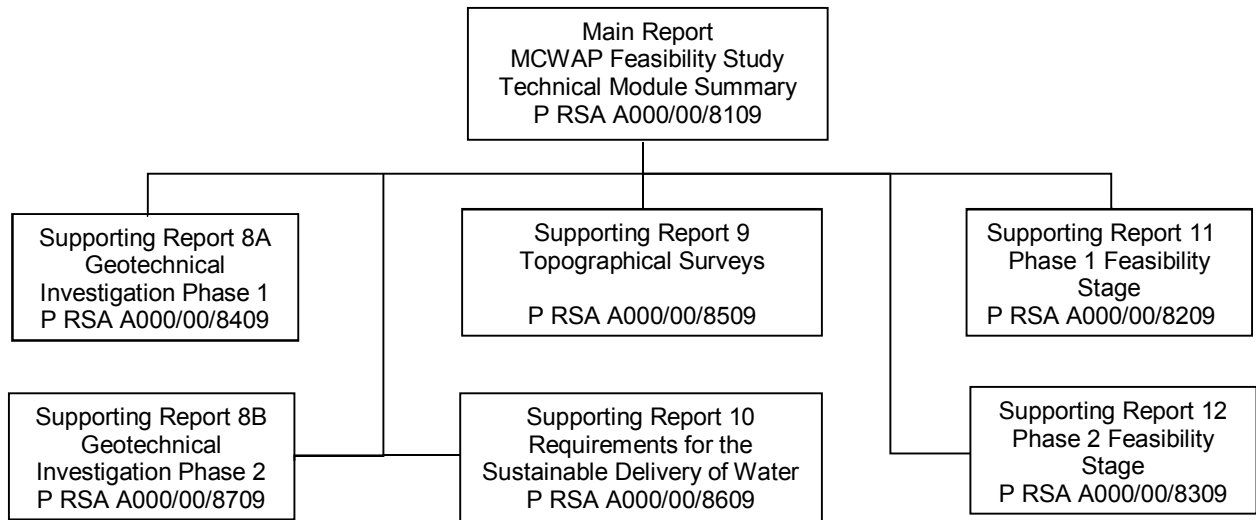 Main Report
MCWAP Feasibility Study
Technical Module Summary
P RSA A000/00/8109
Supporting Report 8A
Geotechnical
Investigation Phase 1
P RSA A000/00/8409
Supporting Report 9
Topographical Surveys
P RSA A000/00/8509
Supporting Report 11
Phase 1 Feasibility
Stage
P RSA A000/00/8209
Supporting Report 8B
Geotechnical
Investigation Phase 2
P RSA A000/00/8709
Supporting Report 10
Requirements for the
Sustainable Delivery of Water
P RSA A000/00/8609
Supporting Report 12
Phase 2 Feasibility
Stage
P RSA A000/00/8309